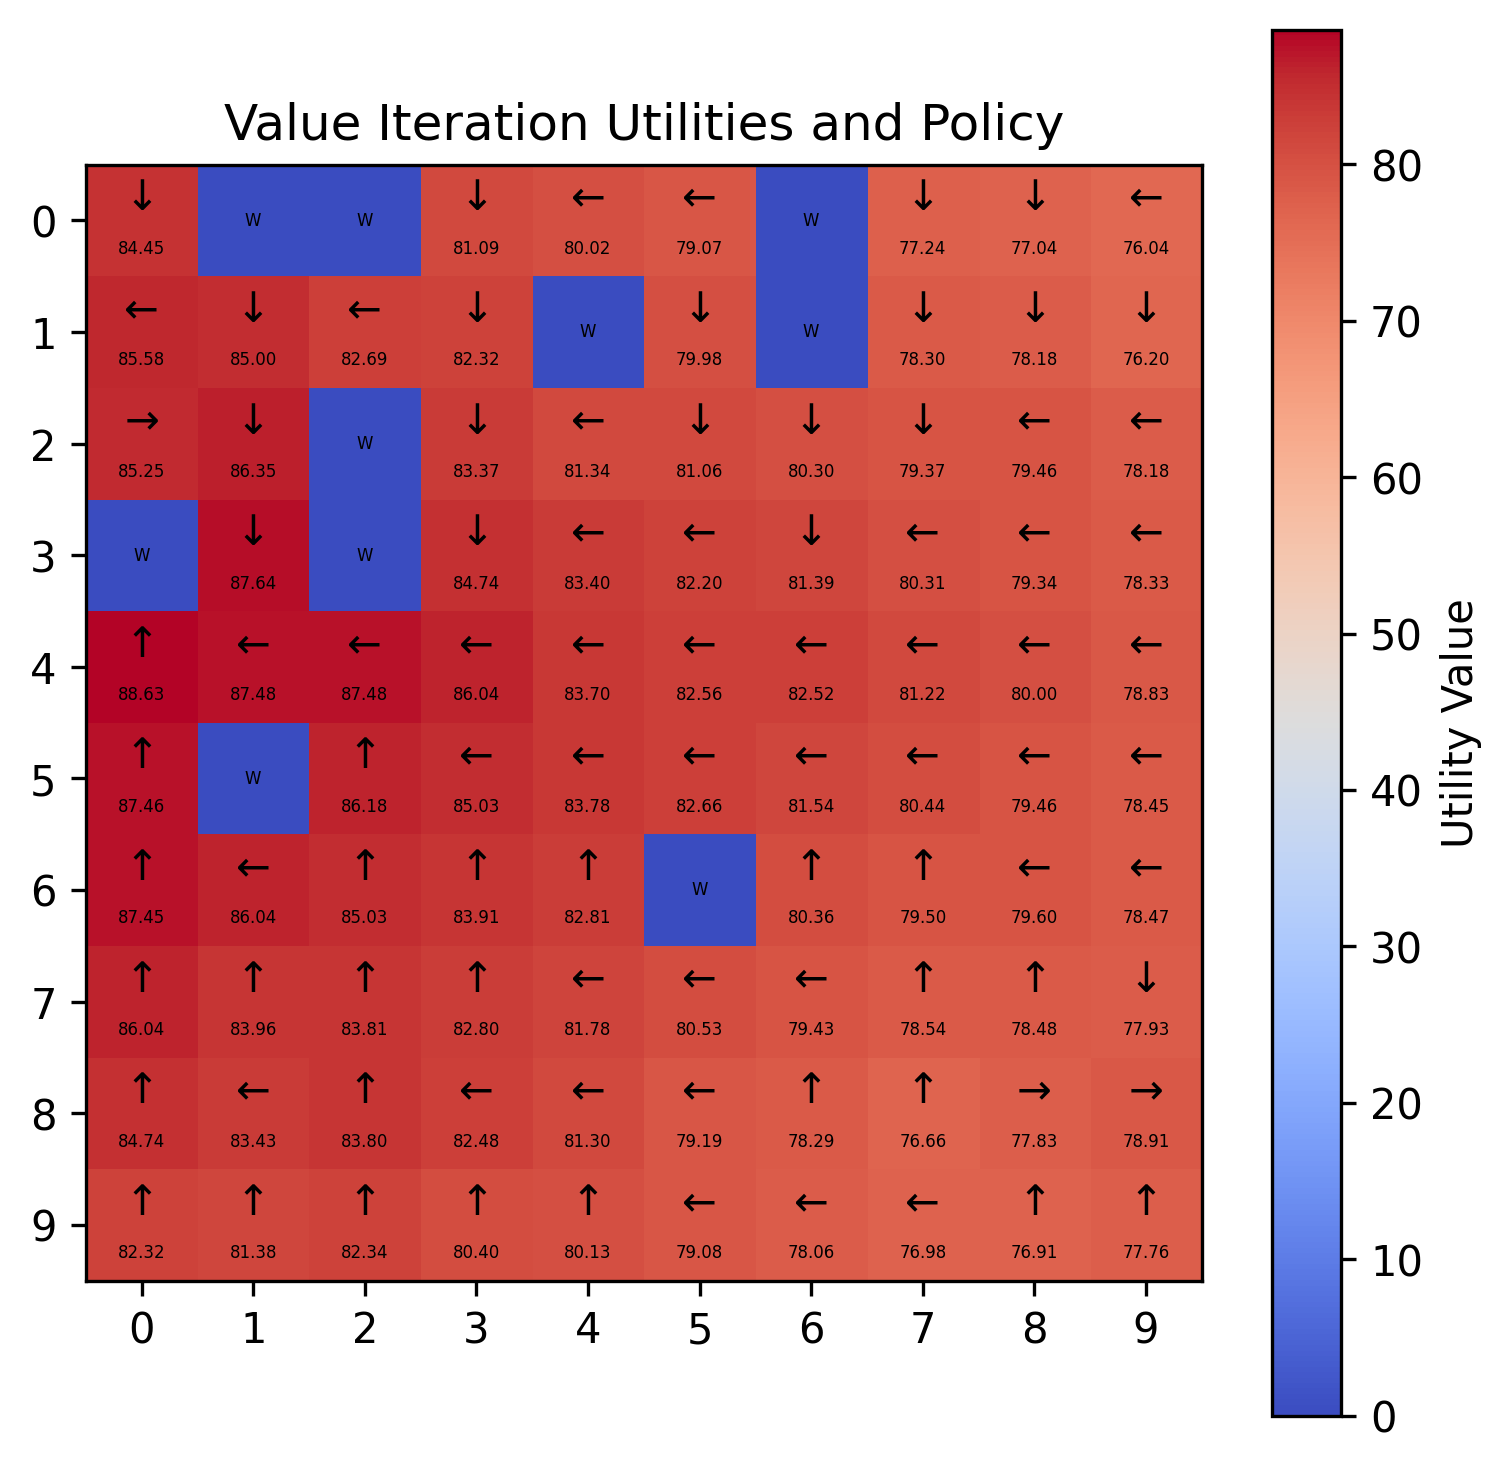 Value Iteration Utilities and Policy
0 ↓ W W ↓ ← ← W ↓ ↓ ←
84.45 81.09 80.02 79.07 77.24 77.04 76.04
1 ← ↓ ← ↓ W ↓ W ↓ ↓ ↓
85.58 85.00 82.69 82.32 79.98 78.30 78.18 76.20
2 → ↓ W ↓ ← ↓ ↓ ↓ ← ←
85.25 86.35 83.37 81.34 81.06 80.30 79.37 79.46 78.18
3 W ↓ W ↓ ← ← ↓ ← ← ←
87.64 84.74 83.40 82.20 81.39 80.31 79.34 78.33
4 ↑ ← ← ← ← ← ← ← ← ←
88.63 87.48 87.48 86.04 83.70 82.56 82.52 81.22 80.00 78.83
5 ↑ W ↑ ← ← ← ← ← ← ←
87.46 86.18 85.03 83.78 82.66 81.54 80.44 79.46 78.45
6 ↑ ← ↑ ↑ ↑ W ↑ ↑ ← ←
87.45 86.04 85.03 83.91 82.81 80.36 79.50 79.60 78.47
7 ↑ ↑ ↑ ↑ ← ← ← ↑ ↑ ↓
86.04 83.96 83.81 82.80 81.78 80.53 79.43 78.54 78.48 77.93
8 ↑ ← ↑ ← ← ← ↑ ↑ → →
84.74 83.43 83.80 82.48 81.30 79.19 78.29 76.66 77.83 78.91
9 ↑ ↑ ↑ ↑ ↑ ← ← ← ↑ ↑
82.32 81.38 82.34 80.40 80.13 79.08 78.06 76.98 76.91 77.76
0 1 2 3 4 5 6 7 8 9
80
70
60
50
40
30
20
10
0
Utility Value